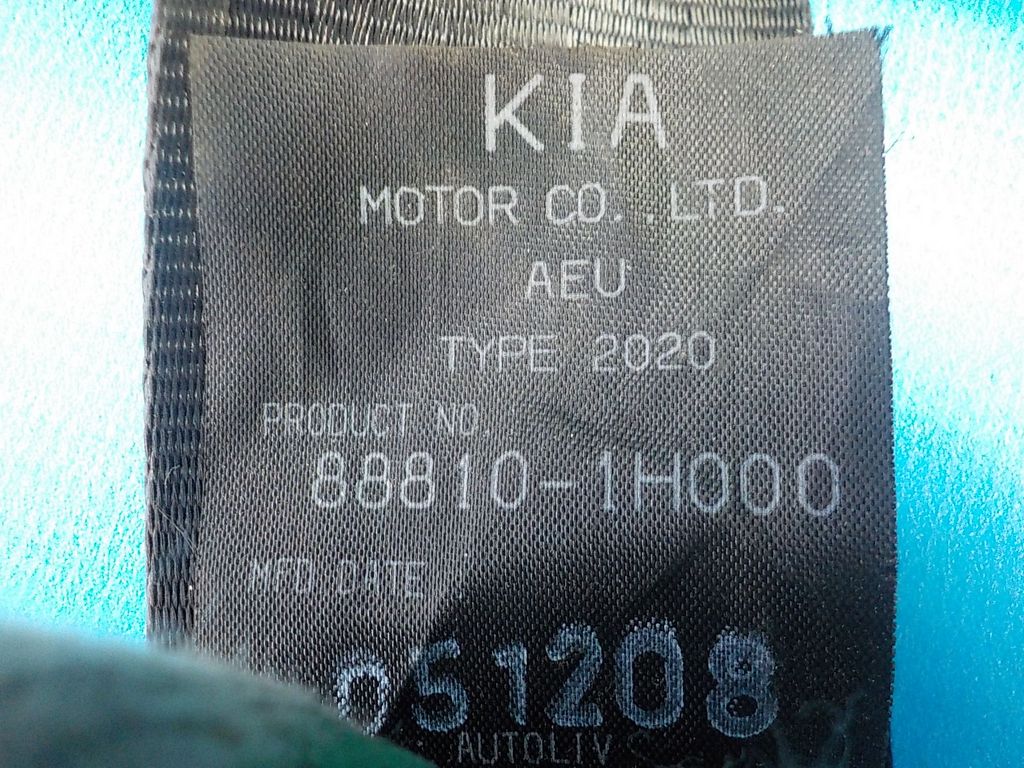 KIA
MOTOR CO. .LTD.
AEU
TYPE 2020
PRODUCT NO.
88810-1H000
MFD DATE
051208
AUTOLIV